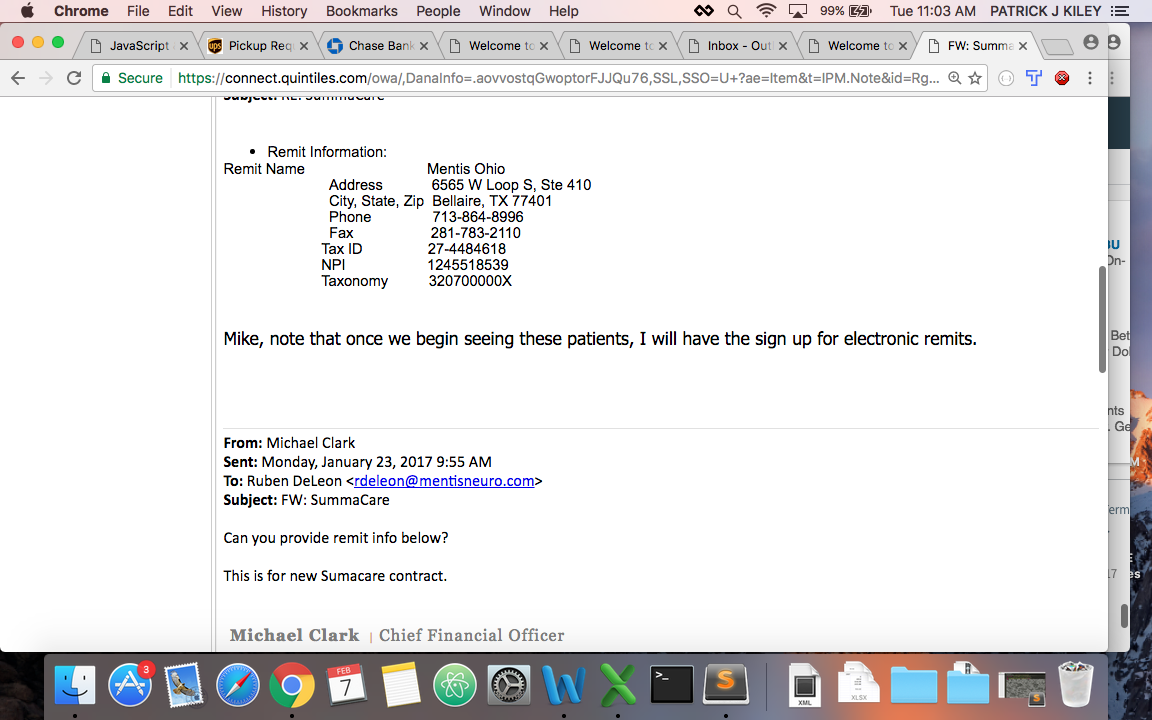 Chrome File Edit View History Bookmarks People Window Help 99% Tue 11:03 AM PATRICK J KILEY
JavaScript Pickup Req Chase Bank Welcome to Welcome to Inbox - Out Welcome to FW: Summa
Secure https://connect.quintiles.com/owa/,DanaInfo=.aovvostqGwoptorFJJQu76,SSL,SSO=U+?ae=Item&t=IPM.Note&id=Rg...
Subject: RE: SummaCare
• Remit Information:
Remit Name Mentis Ohio
Address 6565 W Loop S, Ste 410
City, State, Zip Bellaire, TX 77401
Phone 713-864-8996
Fax 281-783-2110
Tax ID 27-4484618
NPI 1245518539
Taxonomy 320700000X
Mike, note that once we begin seeing these patients, I will have the sign up for electronic remits.
From: Michael Clark
Sent: Monday, January 23, 2017 9:55 AM
To: Ruben DeLeon <rdeleon@mentisneuro.com>
Subject: FW: SummaCare
Can you provide remit info below?
This is for new Sumacare contract.
Michael Clark | Chief Financial Officer
3
FEB
7
XML
XLSX